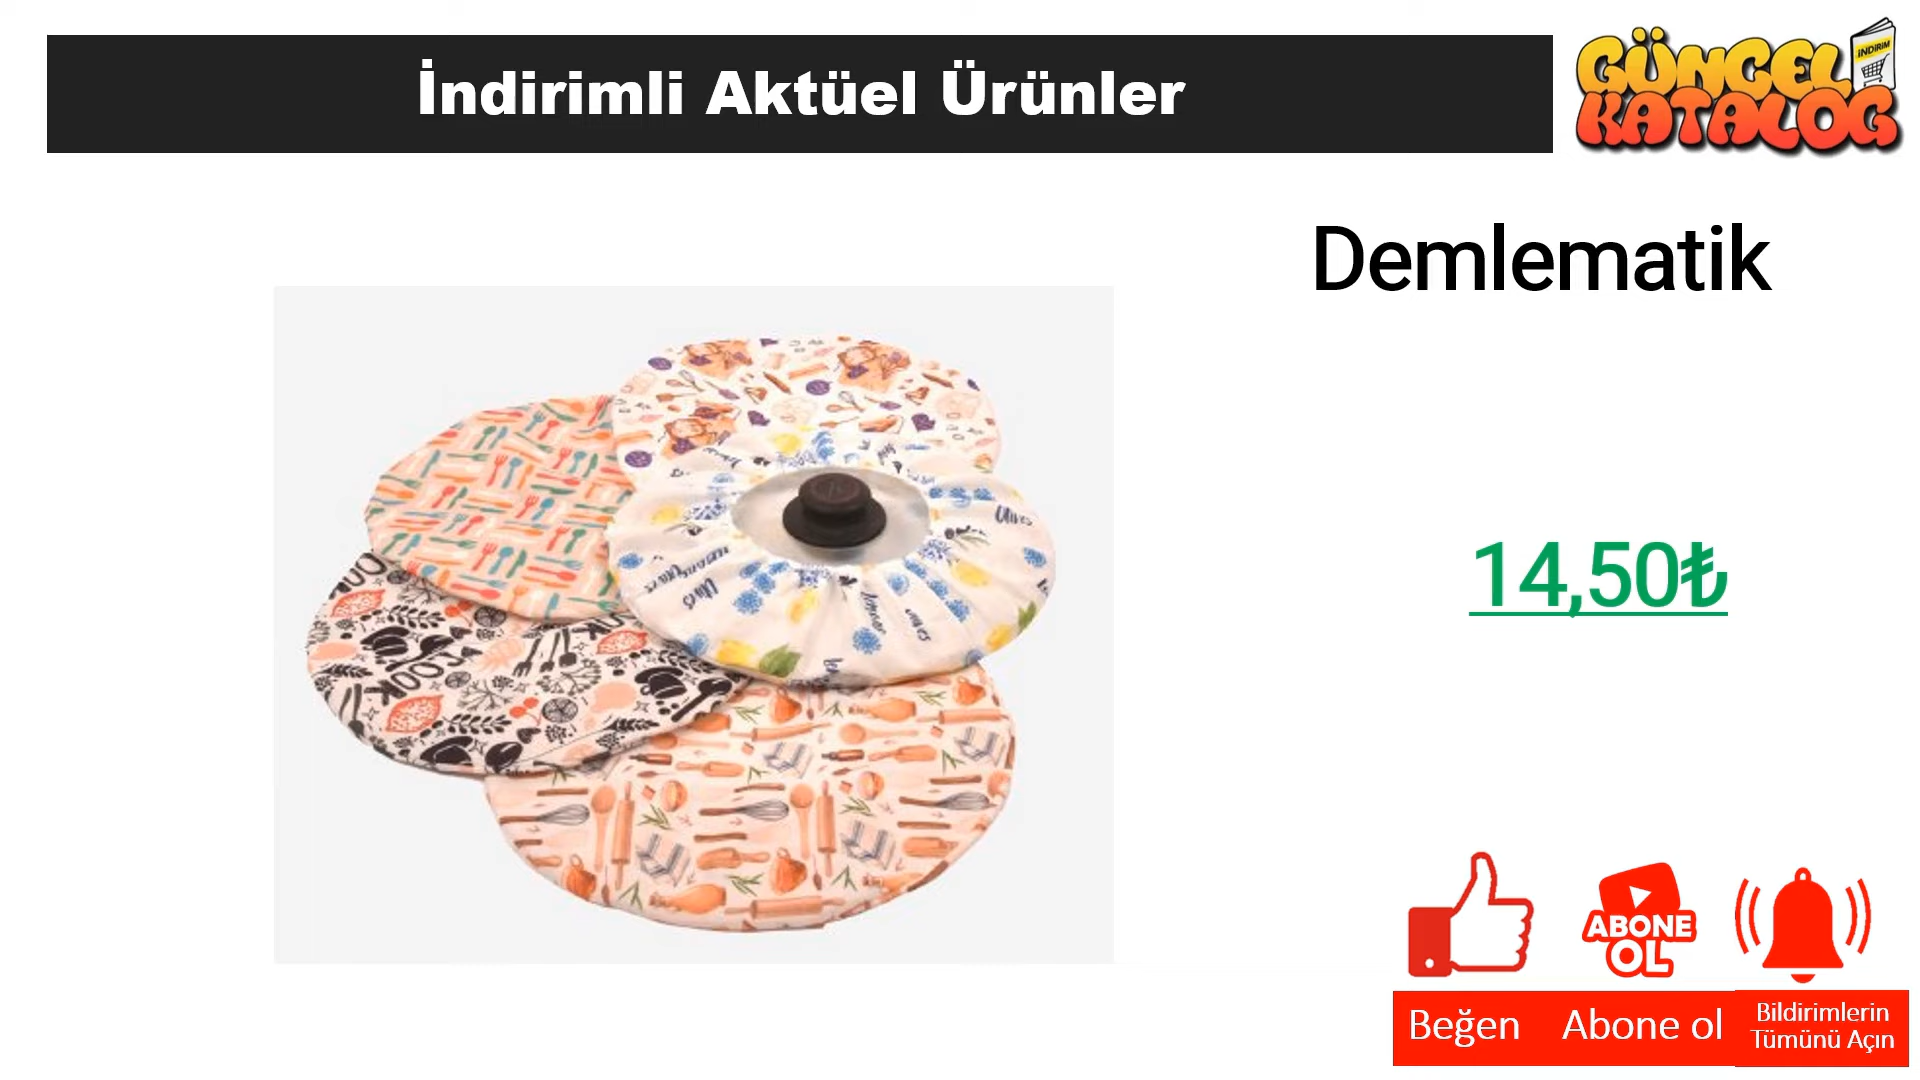 İndirimli Aktüel Ürünler
GÜNCEL
KATALOG
İNDİRİM
Demlematik
14,50₺
ABONE
OL
Beğen
Abone ol
Bildirimlerin
Tümünü Açın